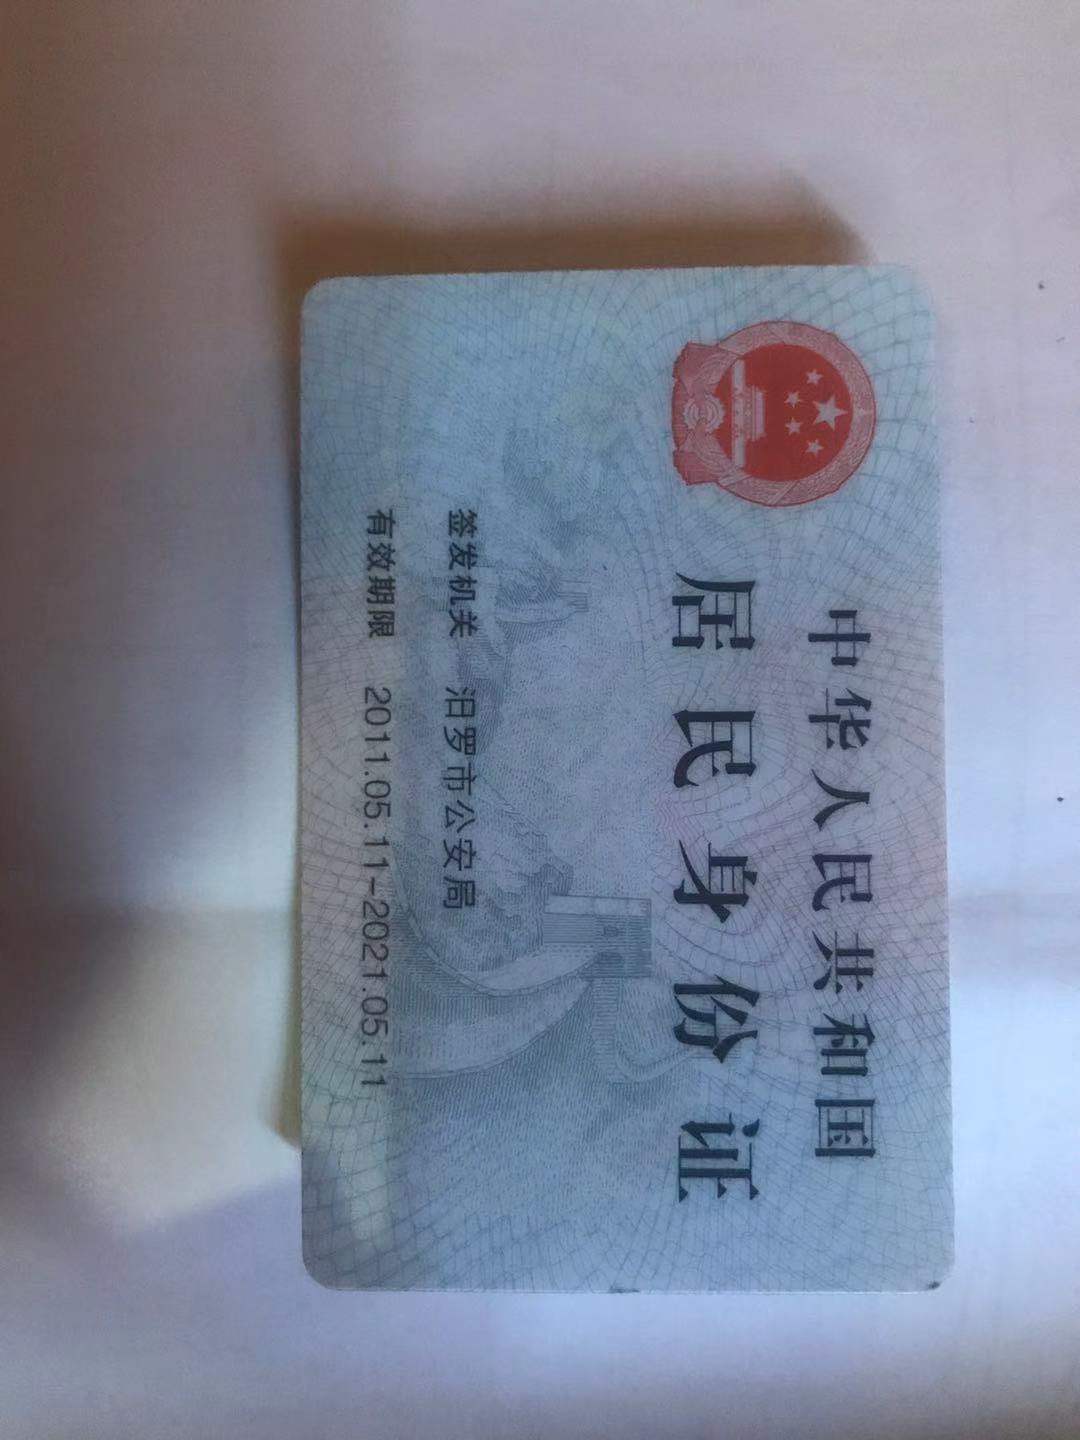 中华人民共和国
居民身份证
签发机关 汨罗市公安局
有效期限 2011.05.11-2021.05.11